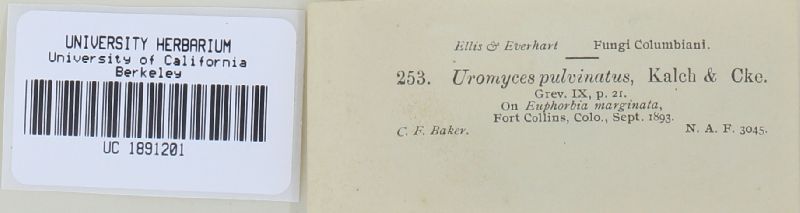 UNIVERSITY HERBARIUM
University of California
Berkeley
UC 1891201
Ellis & Everhart Fungi Columbiani.
253. Uromyces pulvinatus, Kalch & Cke.
Grev. IX, p. 21.
On Euphorbia marginata,
Fort Collins, Colo., Sept. 1893.
C. F. Baker. N. A. F. 3045.